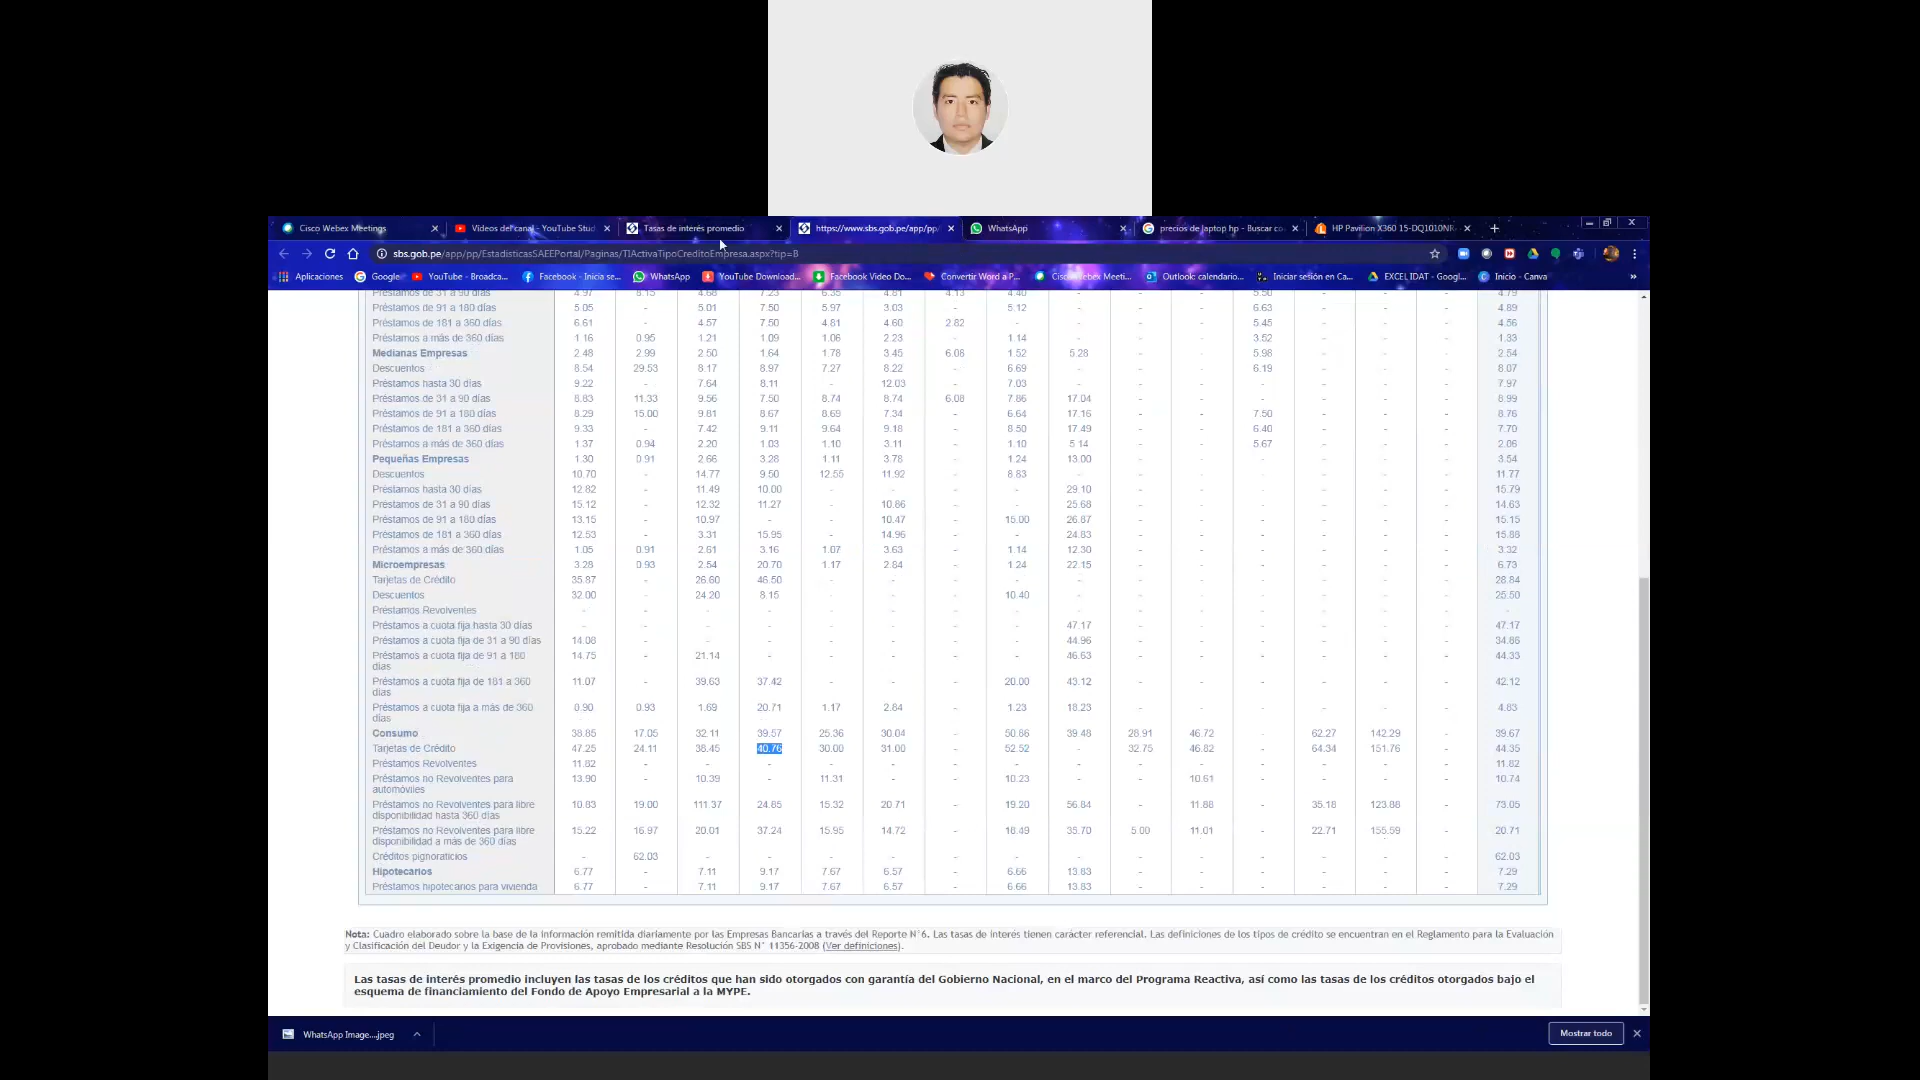 Cisco Webex Meetings
Vídeos del canal - YouTube Stud
Tasas de interés promedio
https://www.sbs.gob.pe/app/pp/
WhatsApp
precios de laptop hp - Buscar co
HP Pavilion X360 15-DQ1010NR
sbs.gob.pe/app/pp/EstadisticasSAEEPortal/Paginas/TIActivaTipoCreditoEmpresa.aspx?tip=B
Aplicaciones Google YouTube - Broadca... Facebook - Inicia se... WhatsApp YouTube Download... Facebook Video Do... Convertir Word a P... Cisco Webex Meeti... Outlook: calendario... Iniciar sesión en Ca... EXCEL IDAT - Googl... Inicio - Canva »
Préstamos de 31 a 90 días 4.97 8.15 4.68 7.23 6.35 4.81 4.13 4.40 5.50 4.79
Préstamos de 91 a 180 días 5.05 - 5.01 7.50 5.97 3.03 - 5.12 - - - 6.63 - - - 4.89
Préstamos de 181 a 360 días 6.61 - 4.57 7.50 4.81 4.60 2.82 - - - - 5.45 - - - 4.56
Préstamos a más de 360 días 1.16 0.95 1.21 1.09 1.06 2.23 - 1.14 - - - 3.52 - - - 1.33
Medianas Empresas 2.48 2.99 2.50 1.64 1.78 3.45 6.06 1.52 5.28 - - 5.98 - - - 2.54
Descuentos 8.54 29.53 8.17 8.97 7.27 8.22 - 6.69 - - - 6.19 - - - 8.07
Préstamos hasta 30 días 9.22 - 7.64 8.11 - 12.03 - 7.03 - - - - - - - 7.97
Préstamos de 31 a 90 días 8.83 11.33 9.56 7.50 8.74 8.74 6.08 7.86 17.04 - - - - - - 8.99
Préstamos de 91 a 180 días 8.29 15.00 9.81 8.67 8.69 7.34 - 6.64 17.16 - - 7.50 - - - 8.76
Préstamos de 181 a 360 días 9.33 - 7.42 9.11 9.64 9.18 - 8.50 17.49 - - 6.40 - - - 7.70
Préstamos a más de 360 días 1.37 0.94 2.20 1.03 1.10 3.11 - 1.10 5.14 - - 5.67 - - - 2.06
Pequeñas Empresas 1.30 0.91 2.66 3.28 1.11 3.78 - 1.24 13.00 - - - - - - 3.54
Descuentos 10.70 - 14.77 9.50 12.55 11.92 - 8.83 - - - - - - - 11.77
Préstamos hasta 30 días 12.82 - 11.49 10.00 - - - - 29.10 - - - - - - 15.79
Préstamos de 31 a 90 días 15.12 - 12.32 11.27 - 10.86 - - 25.68 - - - - - - 14.63
Préstamos de 91 a 180 días 13.15 - 10.97 - - 10.47 - 15.00 26.87 - - - - - - 15.15
Préstamos de 181 a 360 días 12.53 - 3.31 15.95 - 14.96 - - 24.83 - - - - - - 15.88
Préstamos a más de 360 días 1.05 0.91 2.61 3.16 1.07 3.63 - 1.14 12.30 - - - - - - 3.32
Microempresas 3.28 0.93 2.54 20.70 1.17 2.84 - 1.24 22.15 - - - - - - 6.73
Tarjetas de Crédito 35.87 - 26.60 46.50 - - - - - - - - - - - 28.84
Descuentos 32.00 - 24.20 8.15 - - - 10.40 - - - - - - - 25.50
Préstamos Revolventes - - - - - - - - - - - - - - - -
Préstamos a cuota fija hasta 30 días - - - - - - - - 47.17 - - - - - - 47.17
Préstamos a cuota fija de 31 a 90 días 14.08 - - - - - - - 44.96 - - - - - - 34.86
Préstamos a cuota fija de 91 a 180 días 14.75 - 21.14 - - - - - 46.63 - - - - - - 44.33
Préstamos a cuota fija de 181 a 360 días 11.07 - 39.63 37.42 - - - 20.00 43.12 - - - - - - 42.12
Préstamos a cuota fija a más de 360 días 0.90 0.93 1.69 20.71 1.17 2.84 - 1.23 18.23 - - - - - - 4.83
Consumo 38.85 17.05 32.11 39.57 25.36 30.04 - 50.86 39.48 28.91 46.72 - 62.27 142.29 - 39.67
Tarjetas de Crédito 47.25 24.11 38.45 40.76 30.00 31.00 - 52.52 - 32.75 46.82 - 64.34 151.76 - 44.35
Préstamos Revolventes 11.82 - - - - - - - - - - - - - - 11.82
Préstamos no Revolventes para automóviles 13.90 - 10.39 - 11.31 - - 10.23 - - 10.61 - - - - 10.74
Préstamos no Revolventes para libre disponibilidad hasta 360 días 10.83 19.00 111.37 24.85 15.32 20.71 - 19.20 56.84 - 11.88 - 35.18 123.88 - 73.05
Préstamos no Revolventes para libre disponibilidad a más de 360 días 15.22 16.97 20.01 37.24 15.95 14.72 - 18.49 35.70 5.00 11.01 - 22.71 155.59 - 20.71
Créditos pignoraticios - 62.03 - - - - - - - - - - - - - 62.03
Hipotecarios 6.77 - 7.11 9.17 7.67 6.57 - 6.66 13.83 - - - - - - 7.29
Préstamos hipotecarios para vivienda 6.77 - 7.11 9.17 7.67 6.57 - 6.66 13.83 - - - - - - 7.29
Nota: Cuadro elaborado sobre la base de la información remitida diariamente por las Empresas Bancarias a través del Reporte N°6. Las tasas de interés tienen carácter referencial. Las definiciones de los tipos de crédito se encuentran en el Reglamento para la Evaluación
y Clasificación del Deudor y la Exigencia de Provisiones, aprobado mediante Resolución SBS N° 11356-2008 (Ver definiciones).
Las tasas de interés promedio incluyen las tasas de los créditos que han sido otorgados con garantía del Gobierno Nacional, en el marco del Programa Reactiva, así como las tasas de los créditos otorgados bajo el
esquema de financiamiento del Fondo de Apoyo Empresarial a la MYPE.
WhatsApp Image....jpeg
Mostrar todo